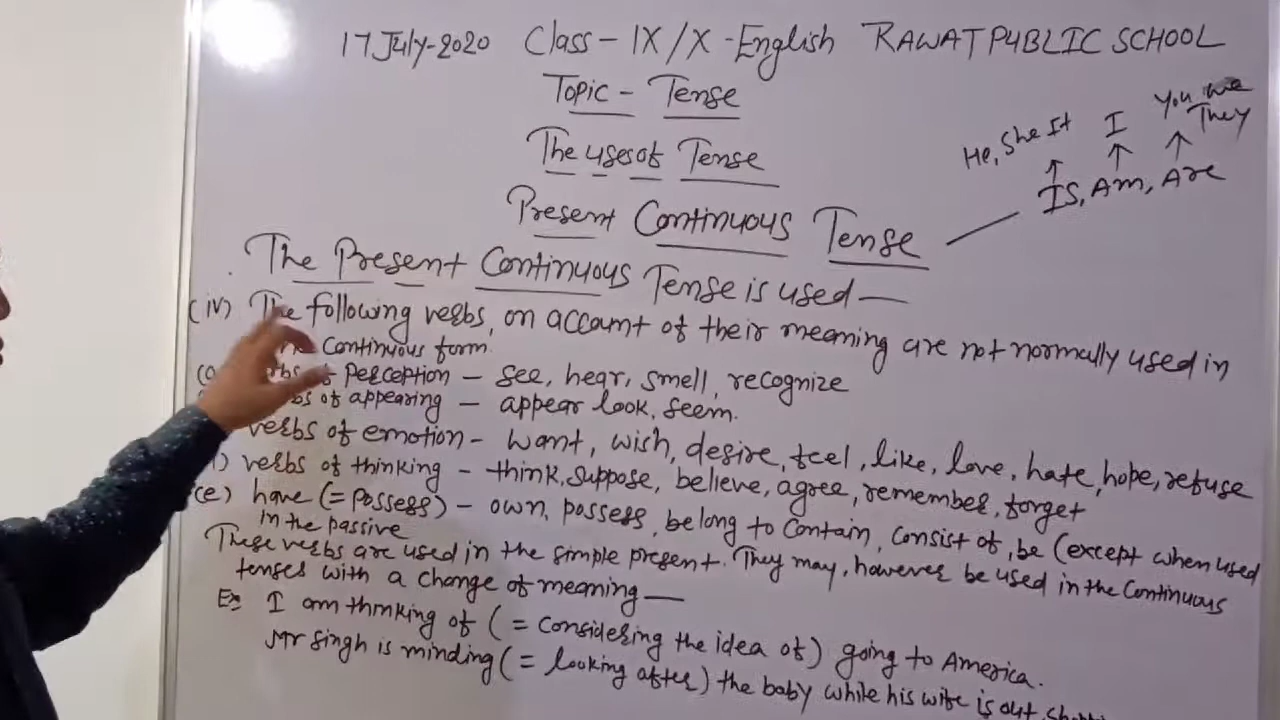 17 July-2020 Class - IX/X - English RAWAT PUBLIC SCHOOL
Topic - Tense
The uses of Tense
He, She It I You we They
IS, Am, Are
Present Continuous Tense
The Present Continuous Tense is used —
(iv) The following verbs, on account of their meaning are not normally used in
Continuous form.
of Perception - see, hear, smell, recognize
of appearing - appear look, seem.
verbs of emotion - want, wish, desire, feel, like, love, hate, hope, refuse
verbs of thinking - think, suppose, believe, agree, remember, forget
(e) have (= possess) - own, possess, belong to Contain, Consist of, be (except when used
in the passive
These verbs are used in the simple present. They may, however be used in the Continuous
tenses with a change of meaning —
Ex I am thinking of (= Considering the idea of) going to America.
Mr Singh is minding (= looking after) the baby while his wife is out